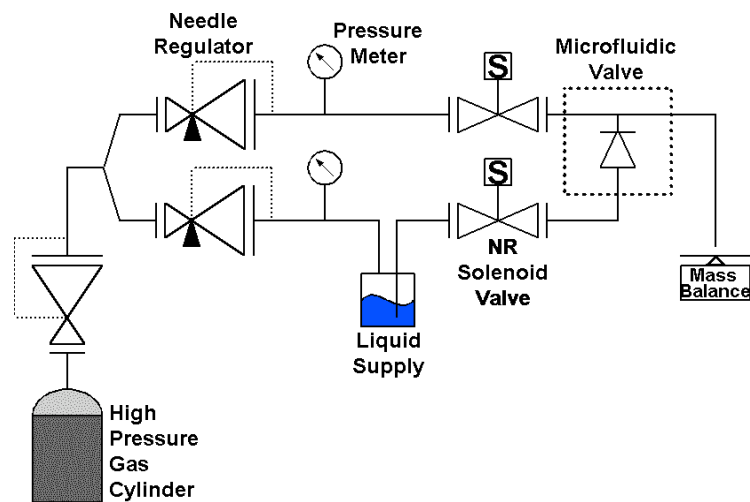 Needle
Regulator
Pressure
Meter
Microfluidic
Valve
S
S
NR
Solenoid
Valve
Mass
Balance
Liquid
Supply
High
Pressure
Gas
Cylinder